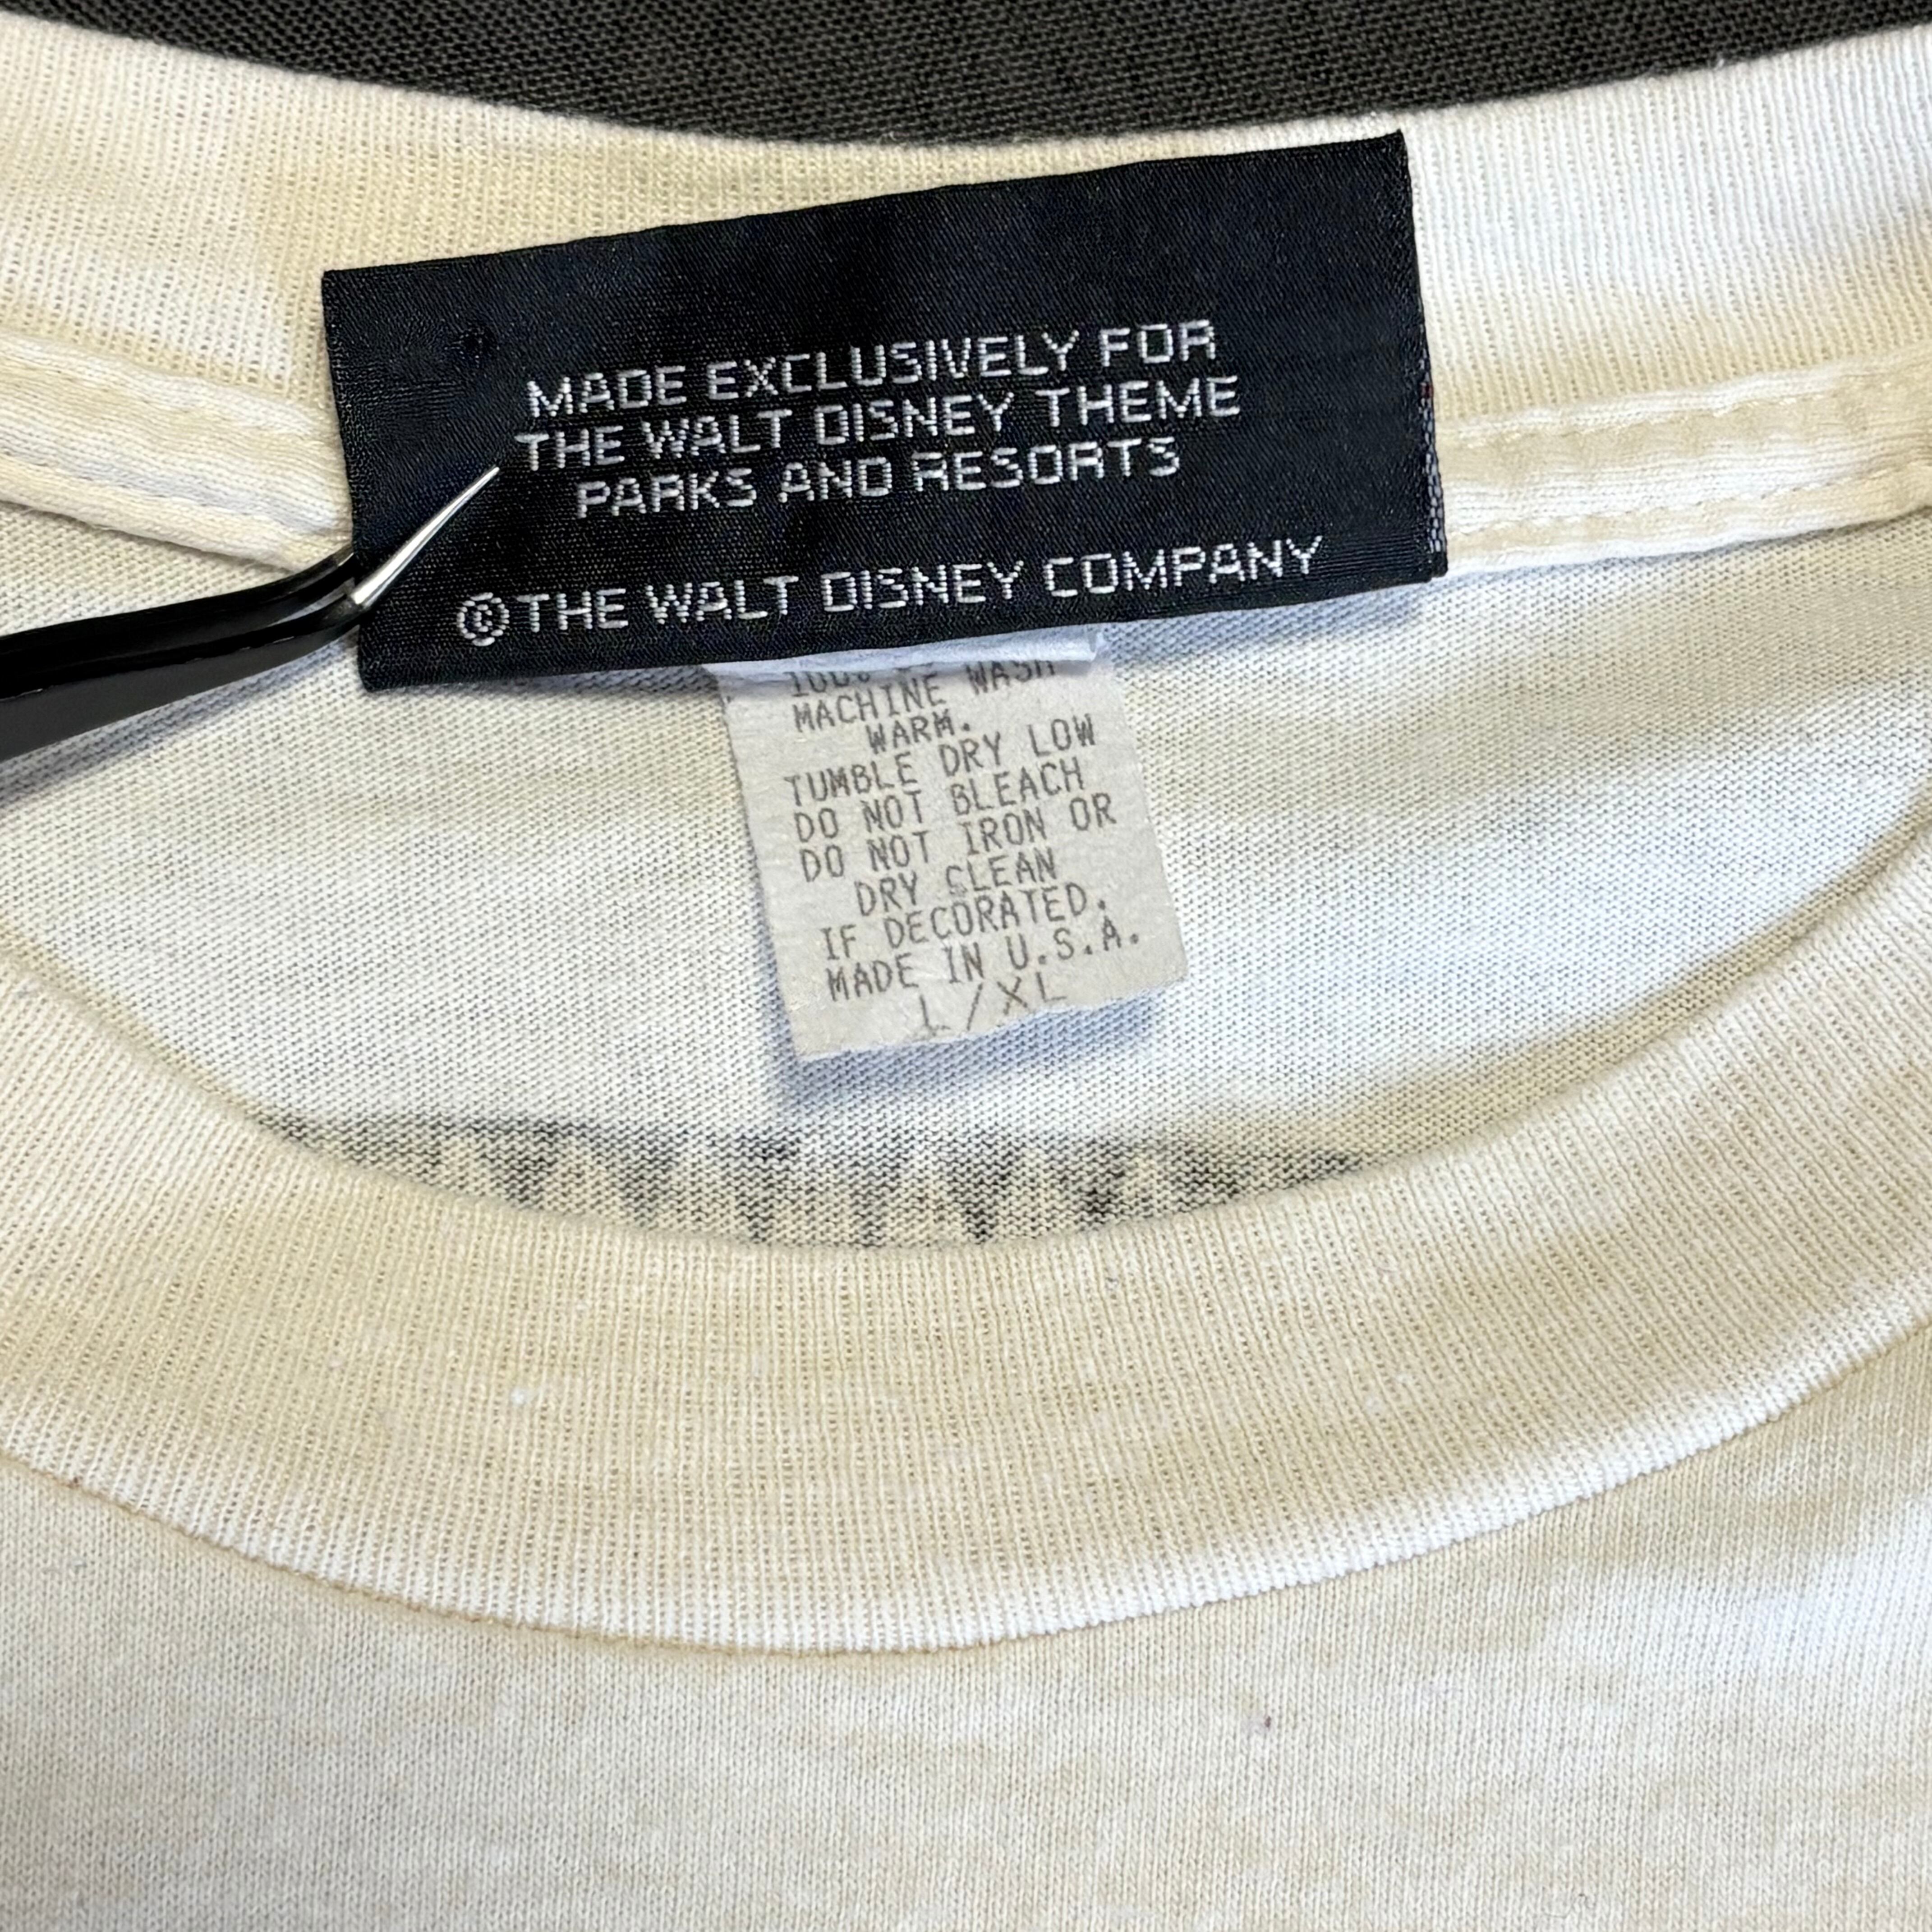 MADE EXCLUSIVELY FOR
THE WALT DISNEY THEME
PARKS AND RESORTS
©THE WALT DISNEY COMPANY
MACHINE WASH
WARM.
TUMBLE DRY LOW
DO NOT BLEACH
DO NOT IRON OR
DRY CLEAN
IF DECORATED.
MADE IN U.S.A.
L/XL